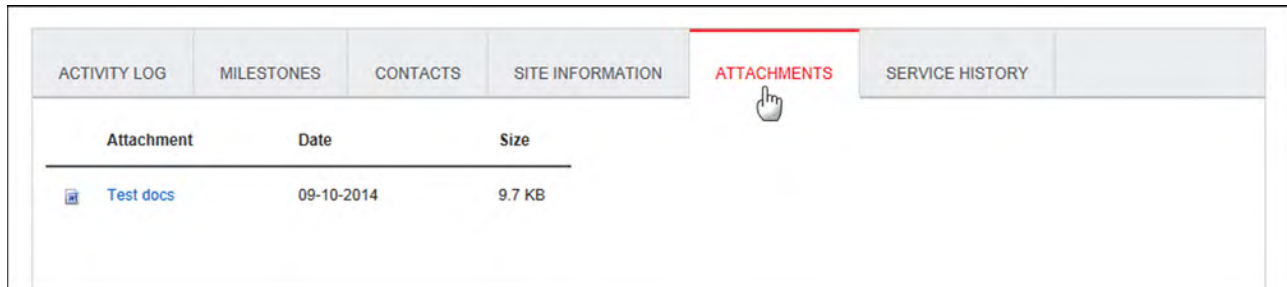 ACTIVITY LOG MILESTONES CONTACTS SITE INFORMATION ATTACHMENTS SERVICE HISTORY
Attachment Date Size
Test docs 09-10-2014 9.7 KB